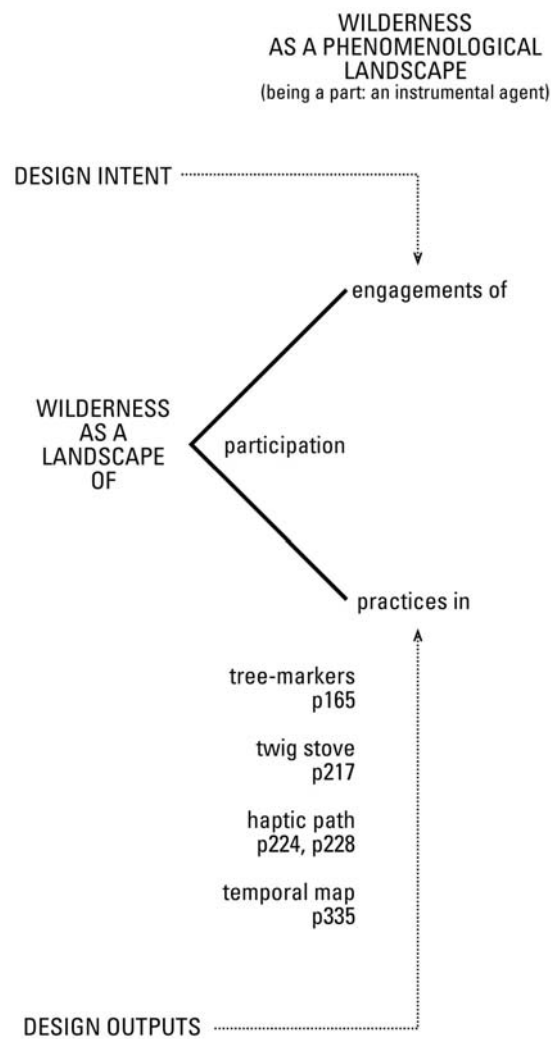 WILDERNESS
AS A PHENOMENOLOGICAL
LANDSCAPE
(being a part: an instrumental agent)
DESIGN INTENT
engagements of
WILDERNESS
AS A
LANDSCAPE
OF
participation
practices in
tree-markers
p165
twig stove
p217
haptic path
p224, p228
temporal map
p335
DESIGN OUTPUTS